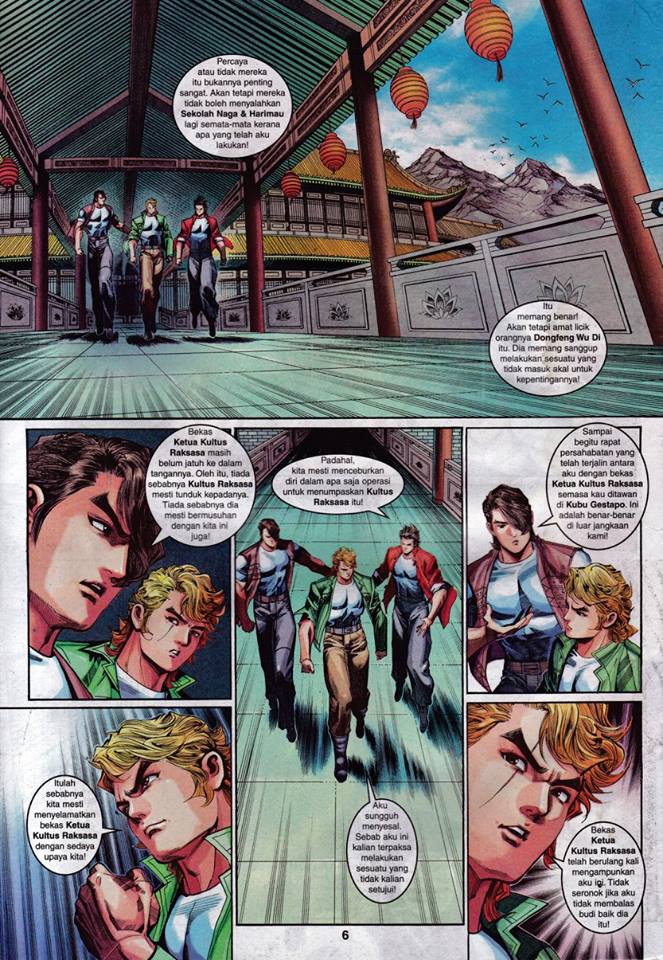 Percaya
atau tidak mereka
itu bukannya penting
sangat. Akan tetapi mereka
tidak boleh menyalahkan
Sekolah Naga & Harimau
lagi semata-mata kerana
apa yang telah aku
lakukan!
Itu
memang benar!
Akan tetapi amat licik
orangnya Dongfeng Wu Di
itu. Dia memang sanggup
melakukan sesuatu yang
tidak masuk akal untuk
kepentingannya!
Bekas
Ketua Kultus
Raksasa masih
belum jatuh ke dalam
tangannya. Oleh itu, tiada
sebabnya Kultus Raksasa
mesti tunduk kepadanya.
Tiada sebabnya dia
mesti bermusuhan
dengan kita ini
juga!
Padahal,
kita mesti menceburkan
diri dalam apa saja operasi
untuk menumpaskan Kultus
Raksasa itu!
Sampai
begitu rapat
persahabatan yang
telah terjalin antara
aku dengan bekas
Ketua Kultus Raksasa
semasa kau ditawan
di Kubu Gestapo. Ini
adalah benar-benar
di luar jangkaan
kami!
Itulah
sebabnya
kita mesti
menyelamatkan
bekas Ketua
Kultus Raksasa
dengan sedaya
upaya kita!
Aku
sungguh
menyesal.
Sebab aku ini
kalian terpaksa
melakukan
sesuatu yang
tidak kalian
setujui!
Bekas
Ketua
Kultus Raksasa
telah berulang kali
mengampunkan
aku ini. Tidak
seronok jika aku
tidak membalas
budi baik dia
itu!
6